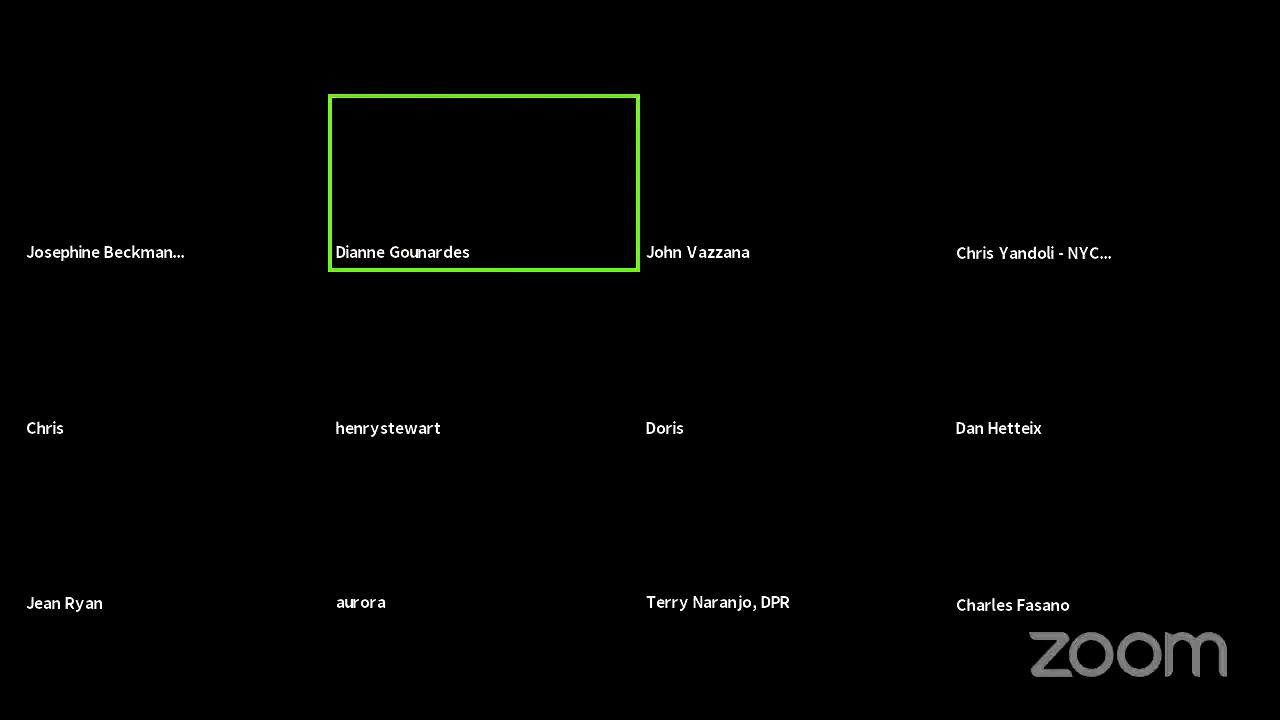 Josephine Beckman...
Dianne Gounardes
John Vazzana
Chris Yandoli - NYC...
Chris
henrystewart
Doris
Dan Hetteix
Jean Ryan
aurora
Terry Naranjo, DPR
Charles Fasano
zoom